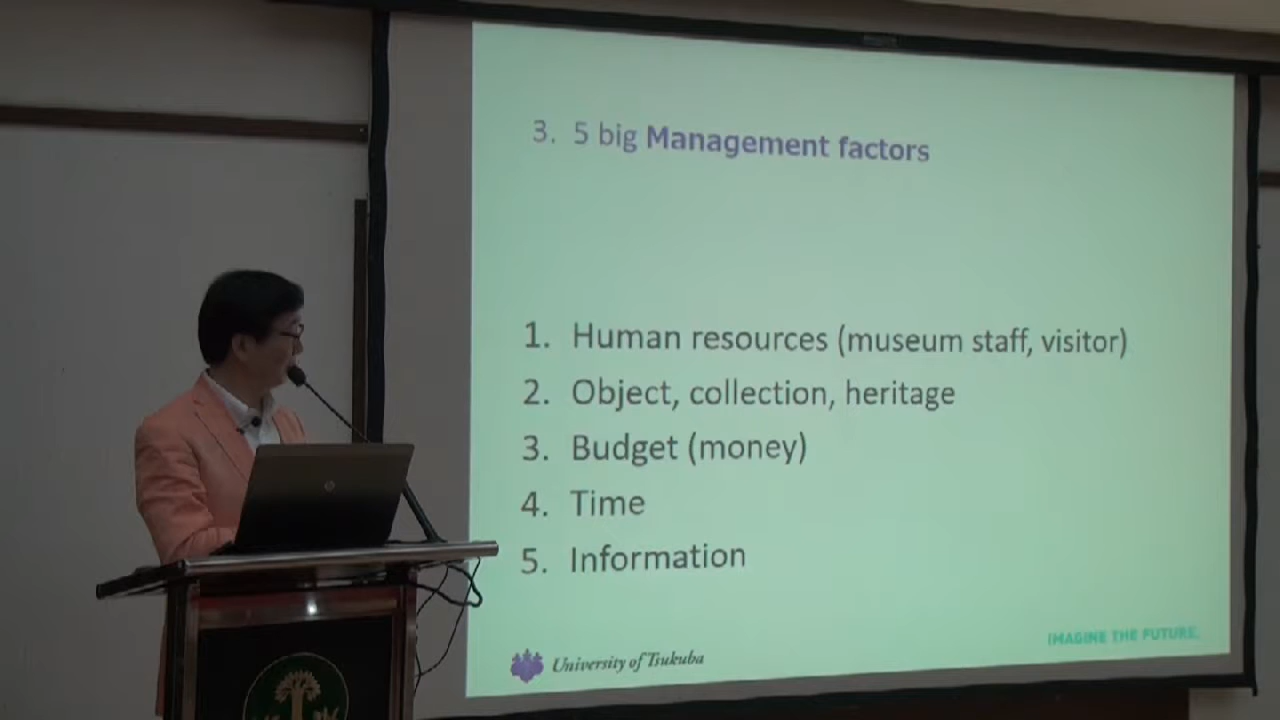 3. 5 big Management factors
1. Human resources (museum staff, visitor)
2. Object, collection, heritage
3. Budget (money)
4. Time
5. Information
IMAGINE THE FUTURE.
University of Tsukuba